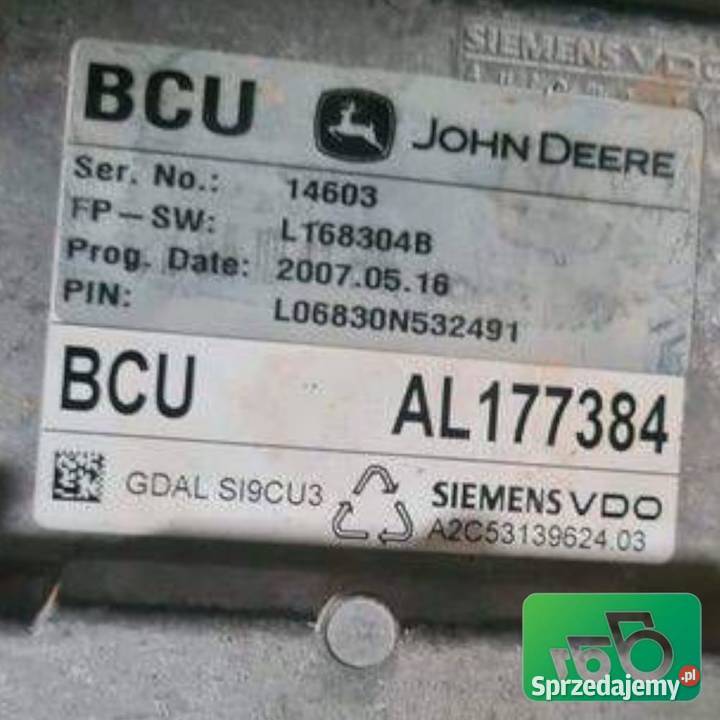 SIEMENS VDO
BCU JOHN DEERE
Ser. No.: 14603
FP-SW: L168304B
Prog. Date: 2007.05.16
PIN: L06830N532491
BCU AL177384
GDAL SI9CU3 SIEMENS VDO
A2C53139624.03
Sprzedajemy.pl